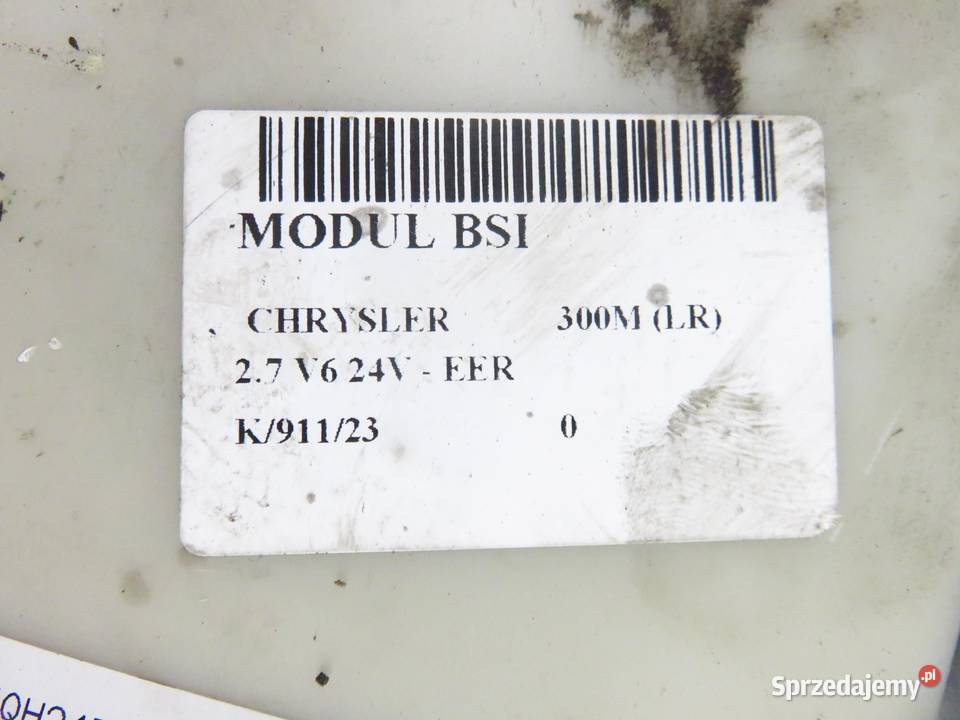 MODUL BSI
CHRYSLER 300M (LR)
2.7 V6 24V - EER
K/911/23 0
Sprzedajemy.pl